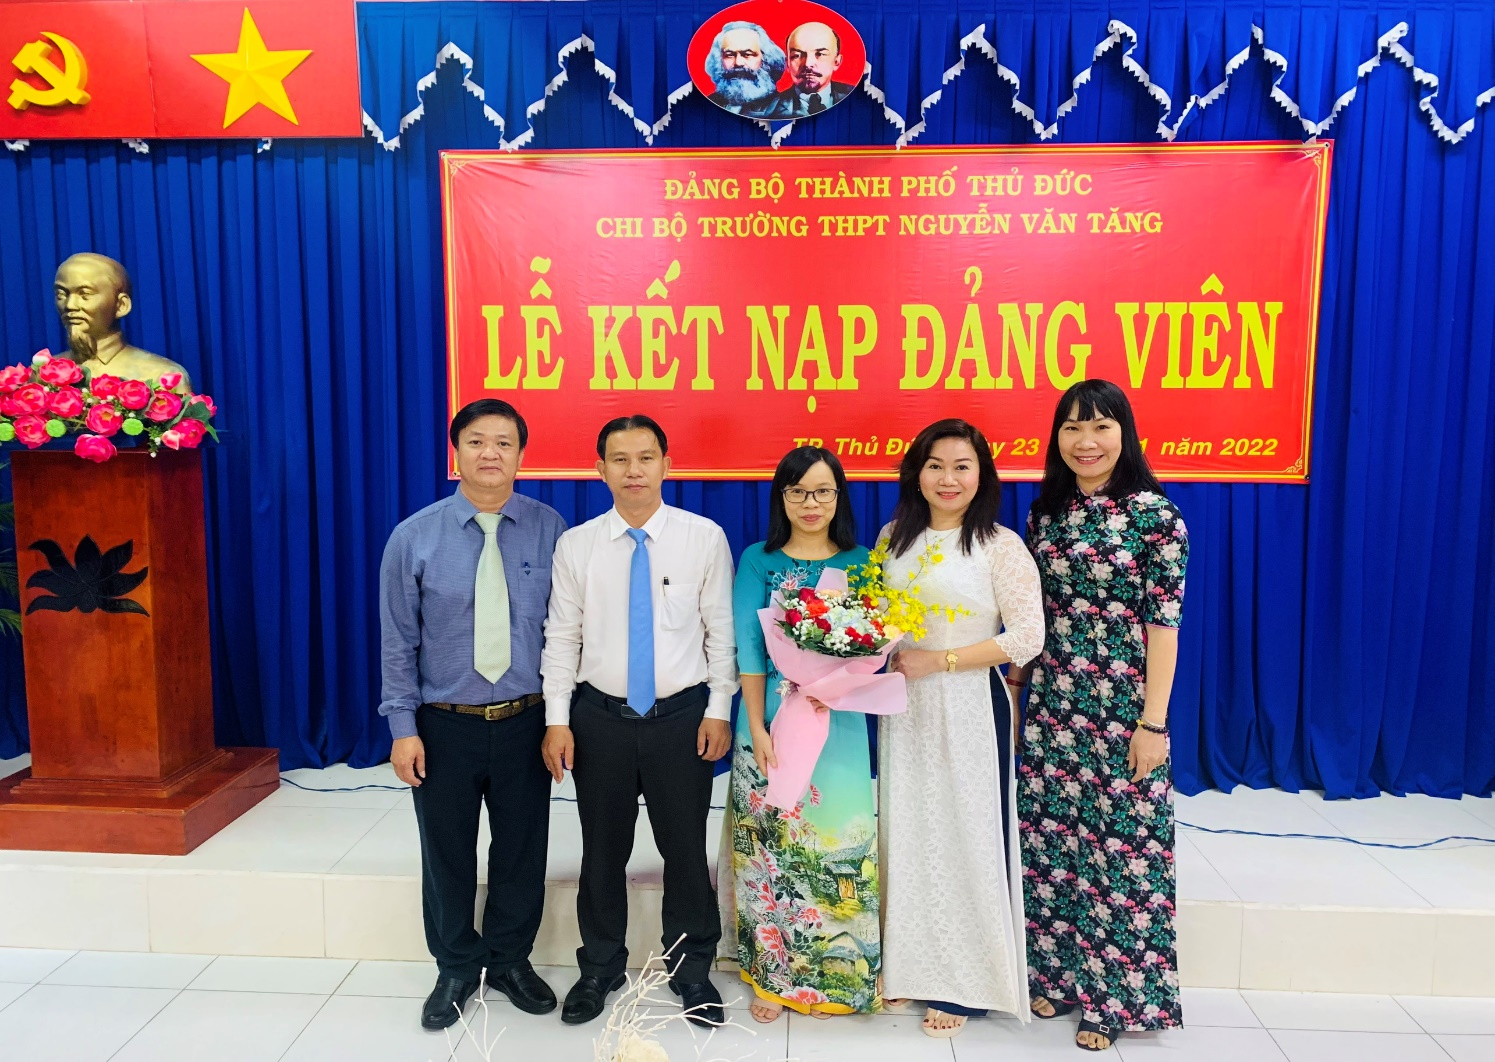 ĐẢNG BỘ THÀNH PHỐ THỦ ĐỨC
CHI BỘ TRƯỜNG THPT NGUYỄN VĂN TĂNG
LỄ KẾT NẠP ĐẢNG VIÊN
TP. Thủ 23 năm 2022